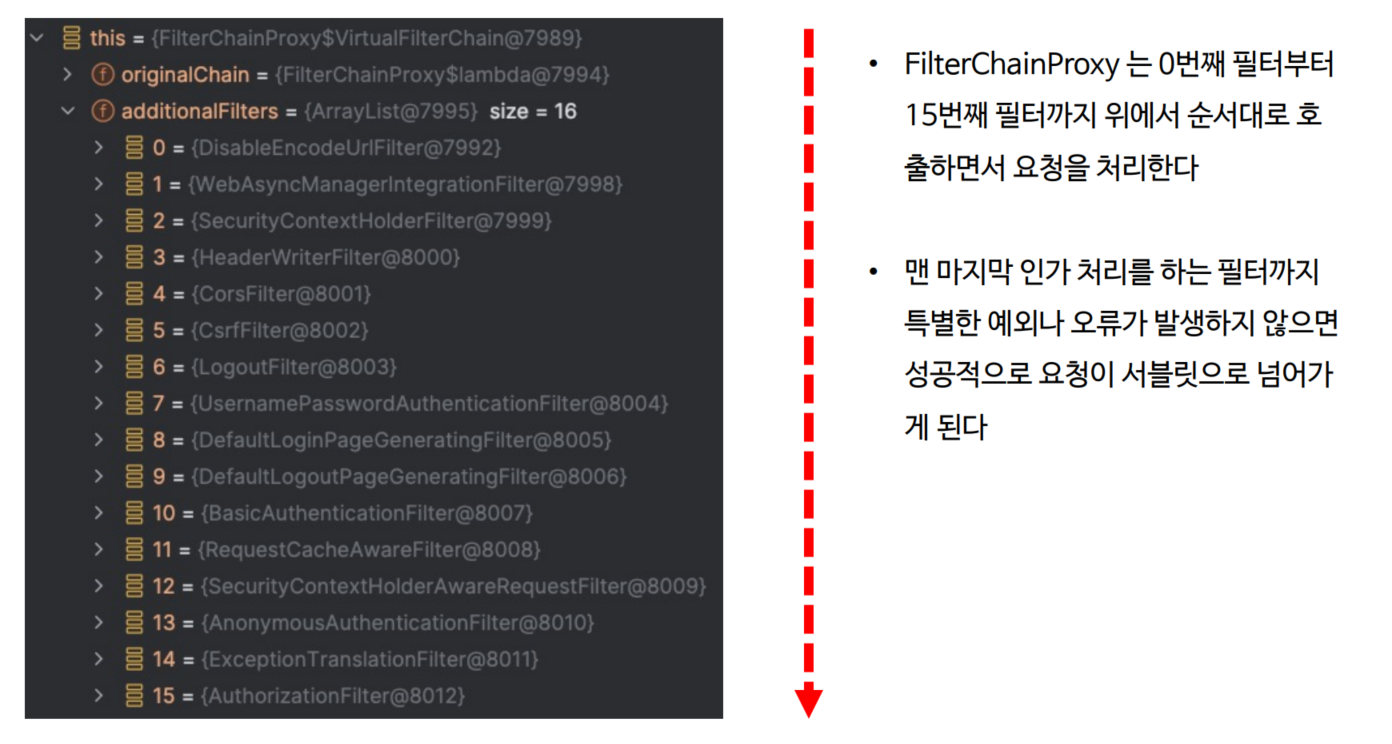 this = {FilterChainProxy$VirtualFilterChain@7989}
originalChain = {FilterChainProxy$lambda@7994}
additionalFilters = {ArrayList@7995} size = 16
0 = {DisableEncodeUrlFilter@7992}
1 = {WebAsyncManagerIntegrationFilter@7998}
2 = {SecurityContextHolderFilter@7999}
3 = {HeaderWriterFilter@8000}
4 = {CorsFilter@8001}
5 = {CsrfFilter@8002}
6 = {LogoutFilter@8003}
7 = {UsernamePasswordAuthenticationFilter@8004}
8 = {DefaultLoginPageGeneratingFilter@8005}
9 = {DefaultLogoutPageGeneratingFilter@8006}
10 = {BasicAuthenticationFilter@8007}
11 = {RequestCacheAwareFilter@8008}
12 = {SecurityContextHolderAwareRequestFilter@8009}
13 = {AnonymousAuthenticationFilter@8010}
14 = {ExceptionTranslationFilter@8011}
15 = {AuthorizationFilter@8012}
• FilterChainProxy 는 0번째 필터부터
15번째 필터까지 위에서 순서대로 호
출하면서 요청을 처리한다
• 맨 마지막 인가 처리를 하는 필터까지
특별한 예외나 오류가 발생하지 않으면
성공적으로 요청이 서블릿으로 넘어가
게 된다